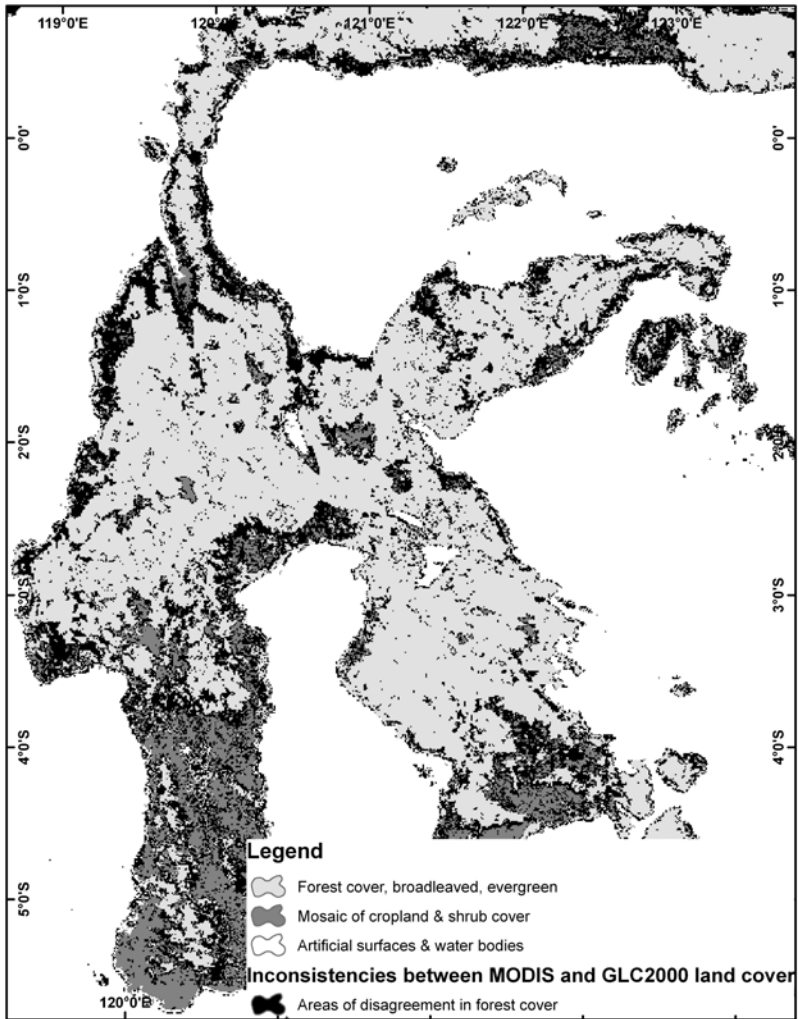 119°0'E 120°0'E 121°0'E 122°0'E 123°0'E
0°0' 0°0'
1°0'S 1°0'S
2°0'S 2°0'S
3°0'S 3°0'S
4°0'S 4°0'S
Legend
Forest cover, broadleaved, evergreen
5°0'S
Mosaic of cropland & shrub cover
Artificial surfaces & water bodies
Inconsistencies between MODIS and GLC2000 land cover
120°0'E
Areas of disagreement in forest cover